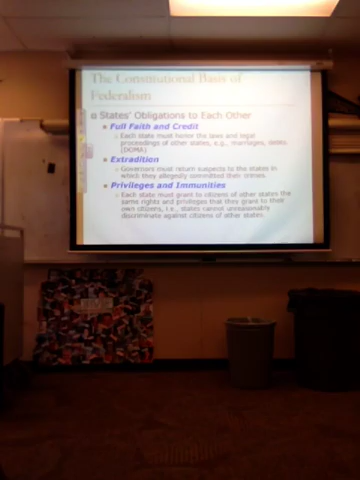 The Constitutional Basis of
Federalism
States' Obligations to Each Other
Full Faith and Credit
Each state must honor the laws and legal
proceedings of other states, e.g., marriages, debts.
(DOMA)
Extradition
Governors must return suspects to the states in
which they allegedly committed their crimes.
Privileges and Immunities
Each state must grant to citizens of other states the
same rights and privileges that they grant to their
own citizens, i.e., states cannot unreasonably
discriminate against citizens of other states.